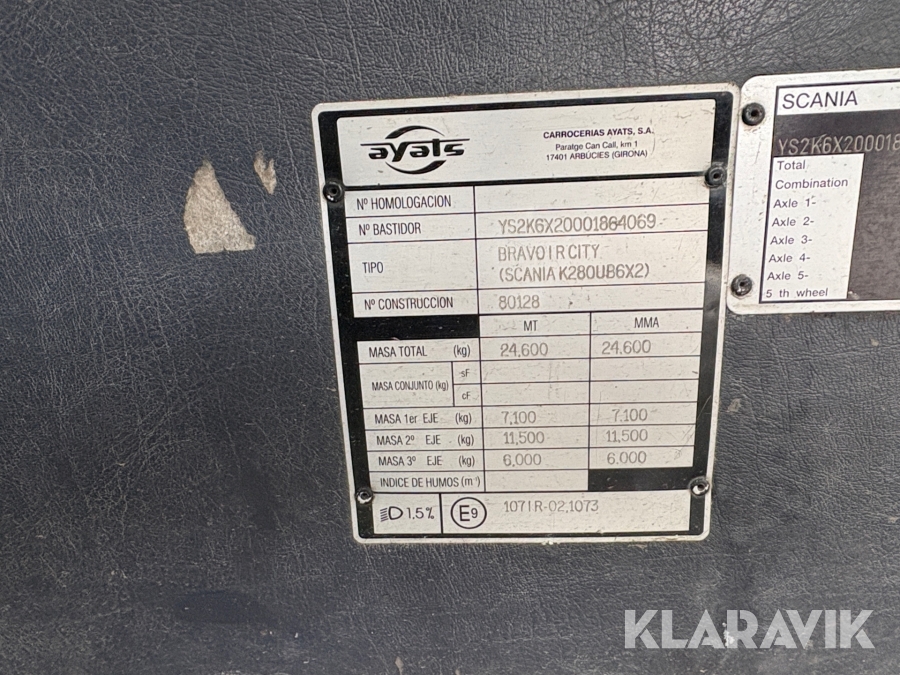 ayats
CARROCERIAS AYATS, S.A.
Paratge Can Call, km 1
17401 ARBÚCIES (GIRONA)
Nº HOMOLOGACION
Nº BASTIDOR YS2K6X20001864069
TIPO BRAVO I R CITY
(SCANIA K280UB6X2)
Nº CONSTRUCCION 80128
MT MMA
MASA TOTAL (kg) 24,600 24,600
MASA CONJUNTO (kg) sF
cF
MASA 1er EJE (kg) 7,100 7,100
MASA 2º EJE (kg) 11,500 11,500
MASA 3º EJE (kg) 6,000 6,000
INDICE DE HUMOS (m⁻¹)
1,5% E9 107 I R-02,1073
SCANIA
YS2K6X200018
Total
Combination
Axle 1-
Axle 2-
Axle 3-
Axle 4-
Axle 5-
5 th wheel
KLARAVIK